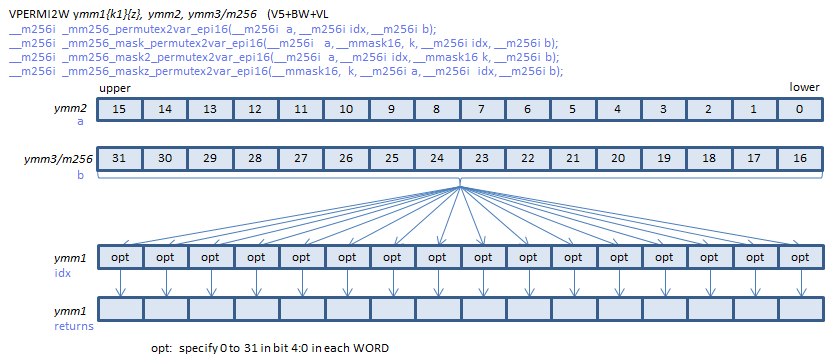 VPERMI2W ymm1{k1}{z}, ymm2, ymm3/m256 (V5+BW+VL
__m256i _mm256_permutex2var_epi16(__m256i a, __m256i idx, __m256i b);
__m256i _mm256_mask_permutex2var_epi16(__m256i a, __mmask16, k, __m256i idx, __m256i b);
__m256i _mm256_mask2_permutex2var_epi16(__m256i a, __m256i idx, __mmask16 k, __m256i b);
__m256i _mm256_maskz_permutex2var_epi16(__mmask16, k, __m256i a, __m256i idx, __m256i b);
upper lower
ymm2 15 14 13 12 11 10 9 8 7 6 5 4 3 2 1 0
a
ymm3/m256 31 30 29 28 27 26 25 24 23 22 21 20 19 18 17 16
b
ymm1 opt opt opt opt opt opt opt opt opt opt opt opt opt opt opt opt
idx
ymm1
returns
opt: specify 0 to 31 in bit 4:0 in each WORD